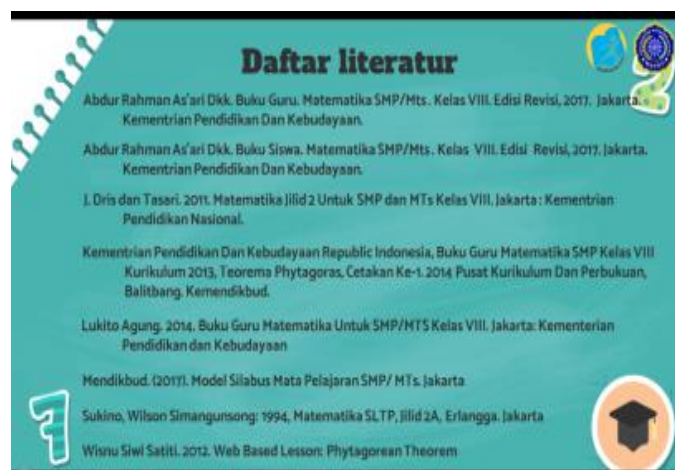 Daftar literatur
Abdur Rahman As'ari Dkk. Buku Guru. Matematika SMP/Mts. Kelas VIII. Edisi Revisi, 2017. Jakarta.
Kementrian Pendidikan Dan Kebudayaan.
Abdur Rahman As'ari Dkk. Buku Siswa. Matematika SMP/Mts. Kelas VIII. Edisi Revisi, 2017. Jakarta.
Kementrian Pendidikan Dan Kebudayaan.
J. Dris dan Tasari. 2011. Matematika Jilid 2 Untuk SMP dan MTs Kelas VIII. Jakarta : Kementrian
Pendidikan Nasional.
Kementrian Pendidikan Dan Kebudayaan Republic Indonesia, Buku Guru Matematika SMP Kelas VIII
Kurikulum 2013, Teorema Phytagoras, Cetakan Ke-1. 2014 Pusat Kurikulum Dan Perbukuan,
Balitbang. Kemendikbud.
Lukito Agung. 2014. Buku Guru Matematika Untuk SMP/MTS Kelas VIII. Jakarta: Kementerian
Pendidikan dan Kebudayaan
Mendikbud. (2017). Model Silabus Mata Pelajaran SMP/ MTs. Jakarta
Sukino, Wilson Simangunsong: 1994, Matematika SLTP, Jilid 2A, Erlangga. Jakarta
Wisnu Siwi Satiti. 2012. Web Based Lesson: Phytagorean Theorem